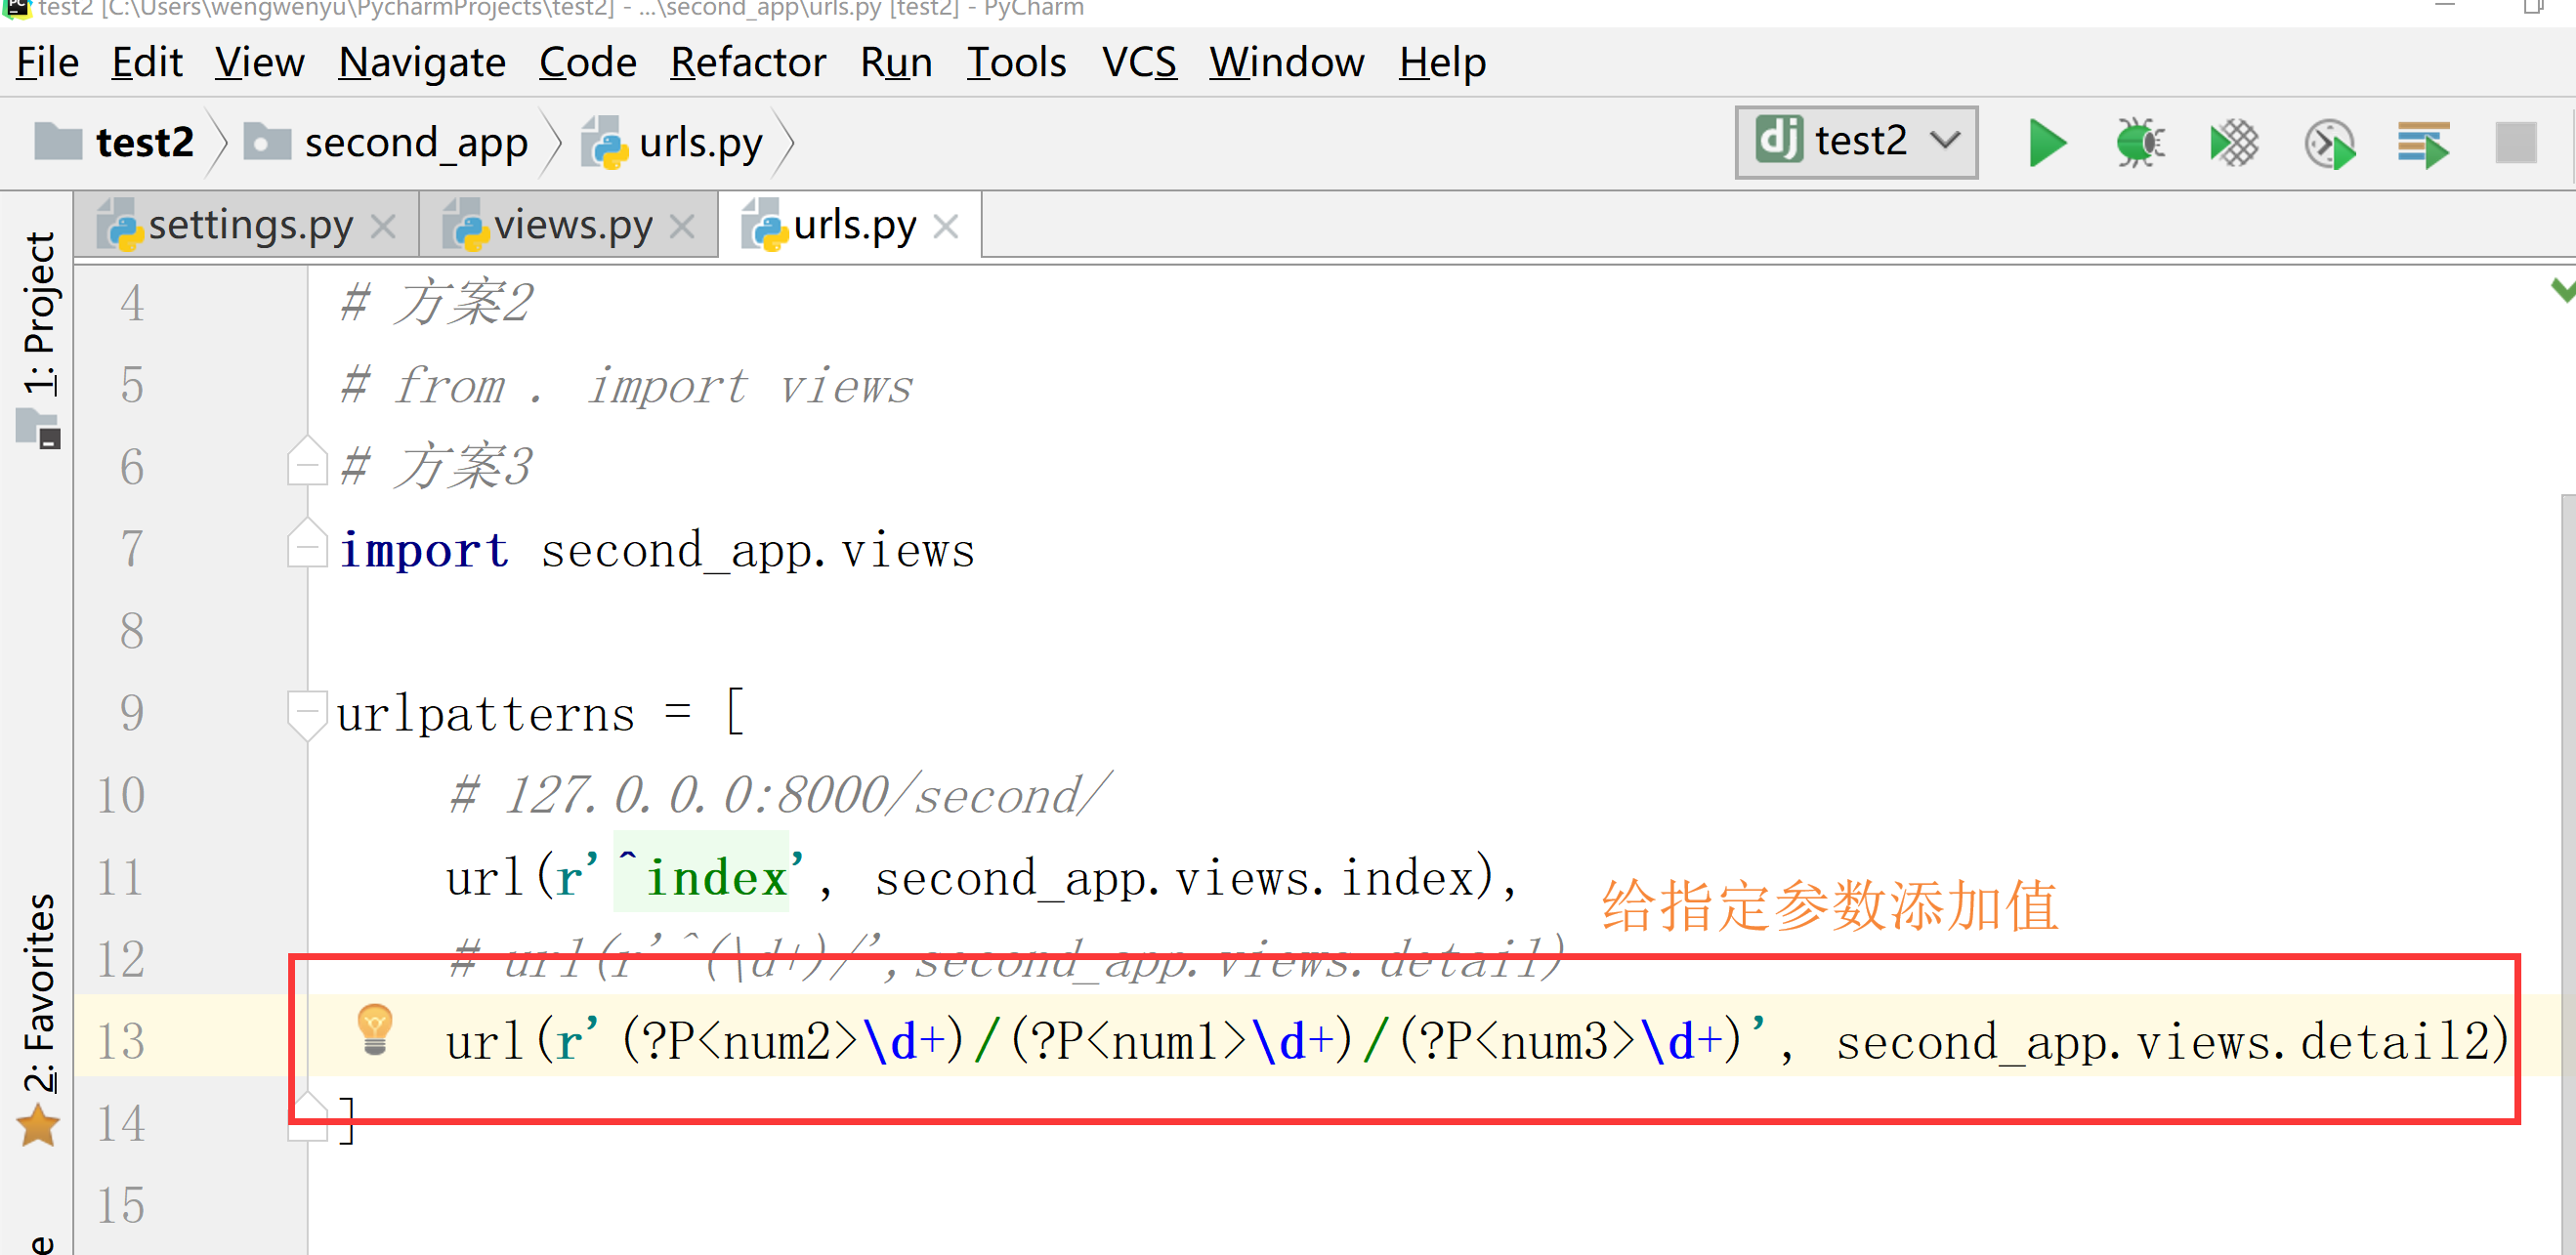 test2 [C:\Users\wengwenyu\PycharmProjects\test2] - ...\second_app\urls.py [test2] - PyCharm
File Edit View Navigate Code Refactor Run Tools VCS Window Help
test2 second_app urls.py test2
settings.py views.py urls.py
1: Project
2: Favorites
4 # 方案2
5 # from . import views
6 # 方案3
7 import second_app.views
8
9 urlpatterns = [
10 # 127.0.0.0:8000/second/
11 url(r'^index', second_app.views.index),
给指定参数添加值
12 # url(r'^(\d+)/',second_app.views.detail)
13 url(r'(?P<num2>\d+)/(?P<num1>\d+)/(?P<num3>\d+)', second_app.views.detail2)
14 ]
15